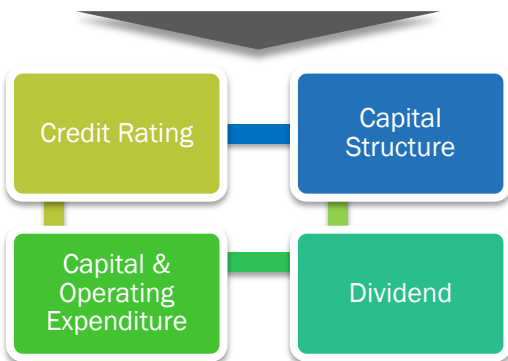 Credit Rating
Capital
Structure
Capital &
Operating
Expenditure
Dividend